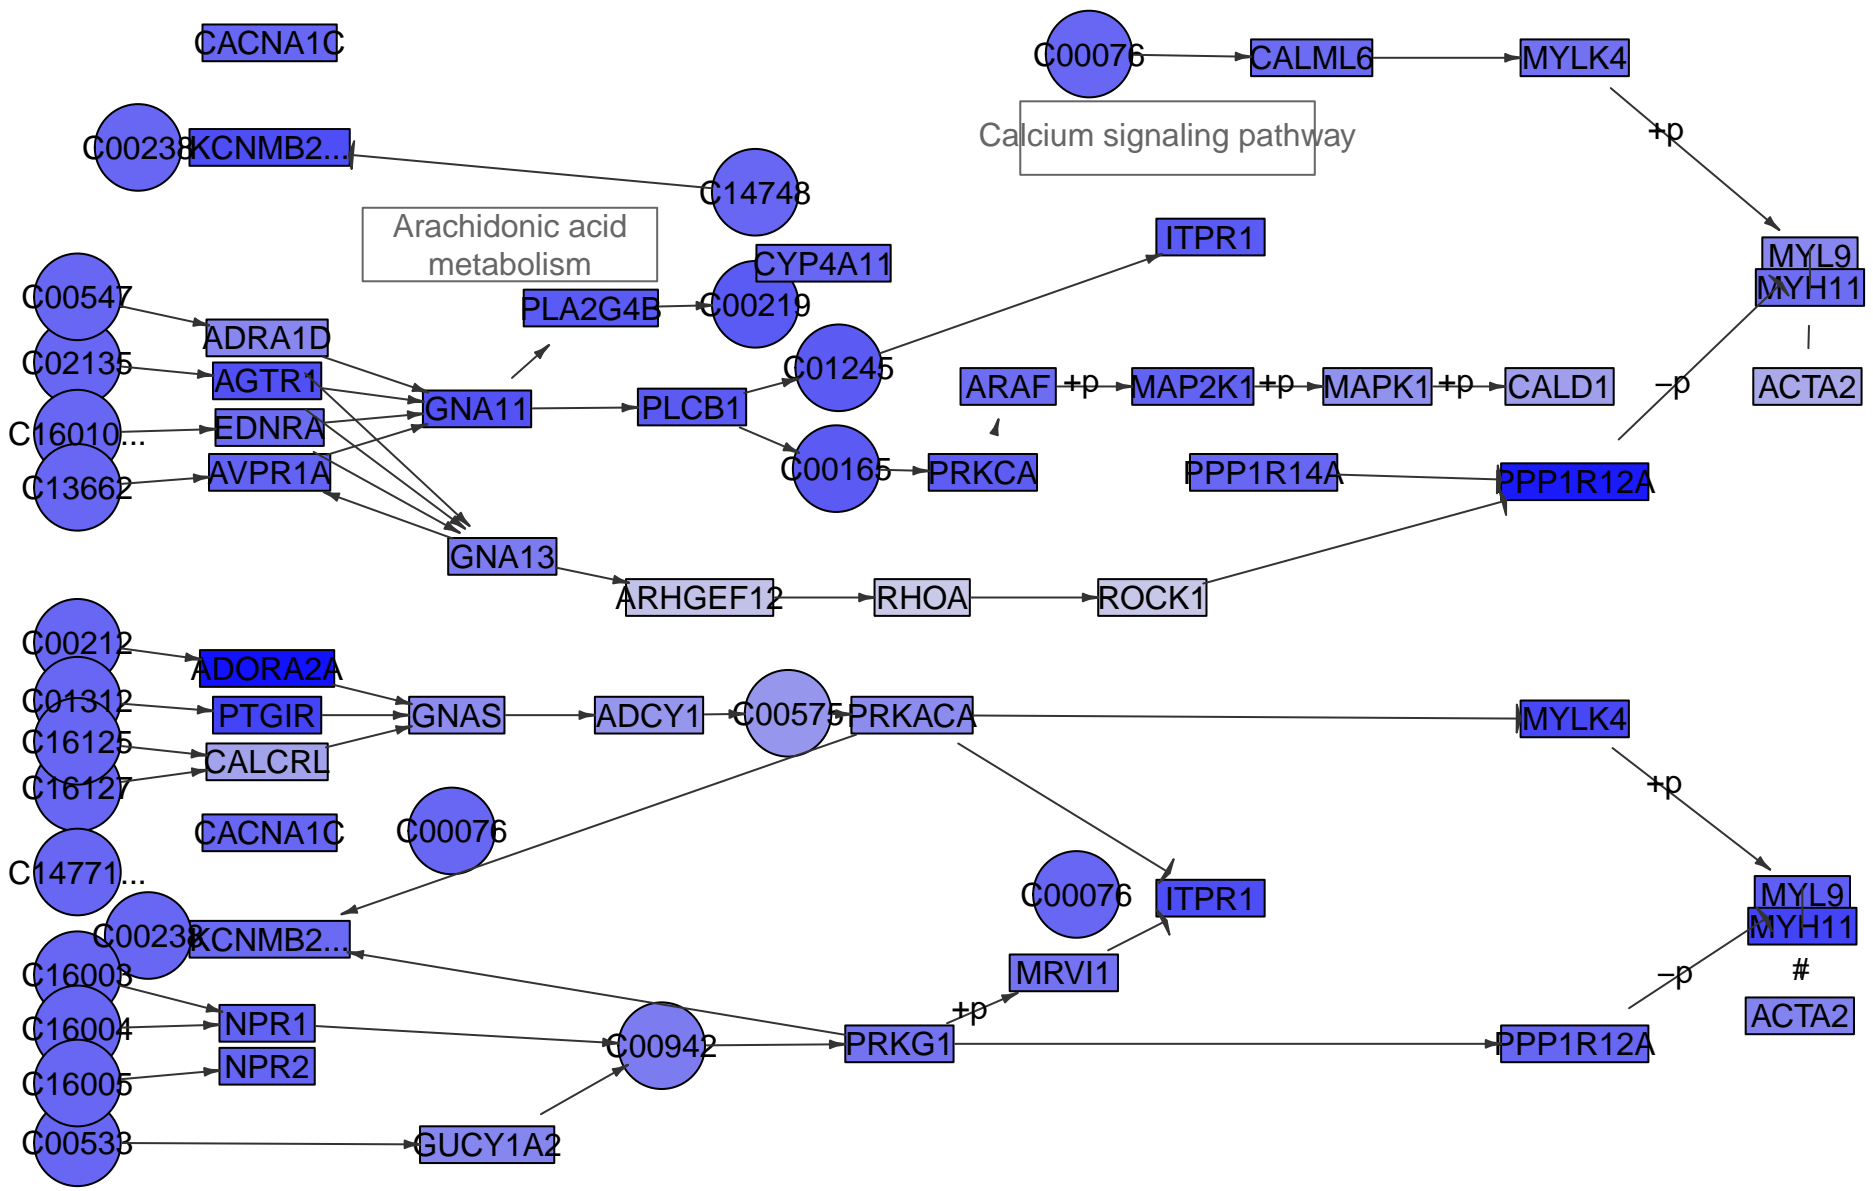 CACNA1C
C00076
CALML6
MYLK4
C00238
KCNMB2...
Calcium signaling pathway
+p
C14748
Arachidonic acid
metabolism
ITPR1
MYL9
CYP4A11
MYH11
C00547
PLA2G4B
C00219
ADRA1D
C02135
C01245
AGTR1
ARAF
+p
MAP2K1
+p
MAPK1
+p
CALD1
−p
ACTA2
GNA11
PLCB1
C16010...
EDNRA
C00165
PRKCA
PPP1R14A
C13662
AVPR1A
PPP1R12A
GNA13
ARHGEF12
RHOA
ROCK1
C00212
ADORA2A
C01312
PTGIR
GNAS
ADCY1
C00575
PRKACA
MYLK4
C16125
CALCRL
C16127
+p
CACNA1C
C00076
C14771...
C00076
ITPR1
MYL9
C00238
KCNMB2...
MYH11
C16003
MRVI1
−p
#
+p
C16004
NPR1
ACTA2
C00942
PRKG1
PPP1R12A
C16005
NPR2
C00533
GUCY1A2